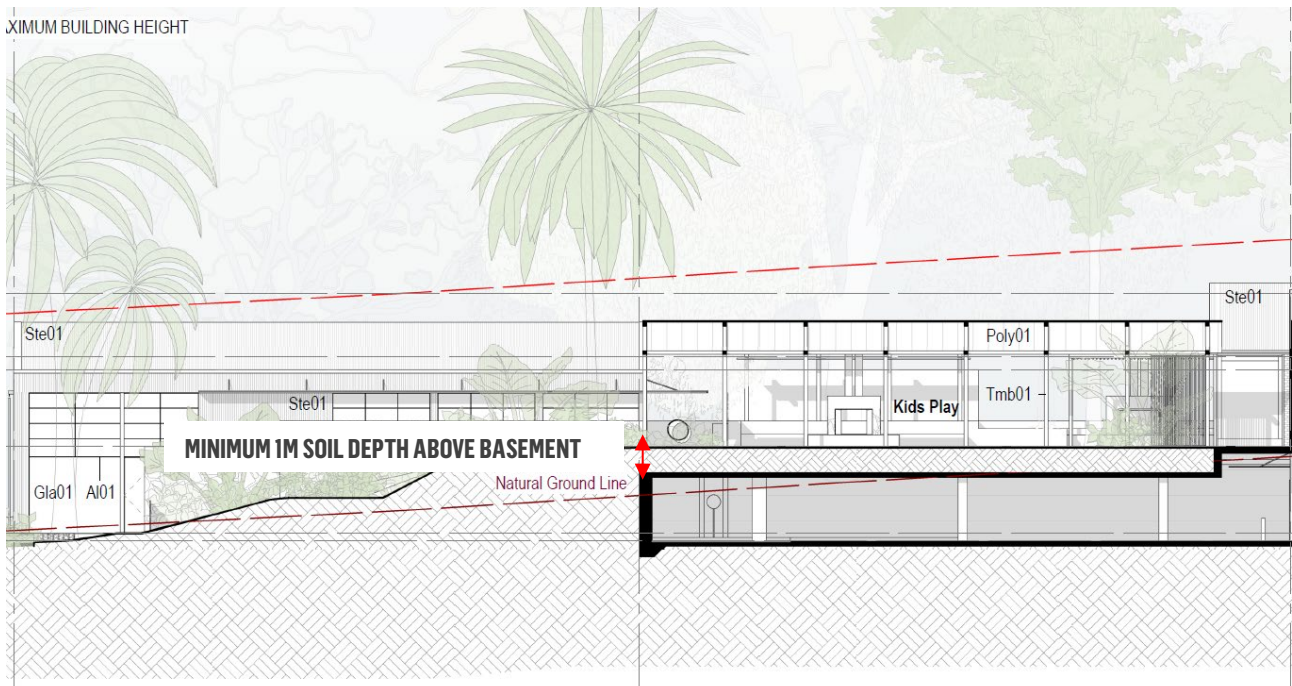 XIMUM BUILDING HEIGHT
Ste01
Ste01
Poly01
Ste01
Kids Play
Tmb01
MINIMUM 1M SOIL DEPTH ABOVE BASEMENT
Natural Ground Line
Gla01
Al01